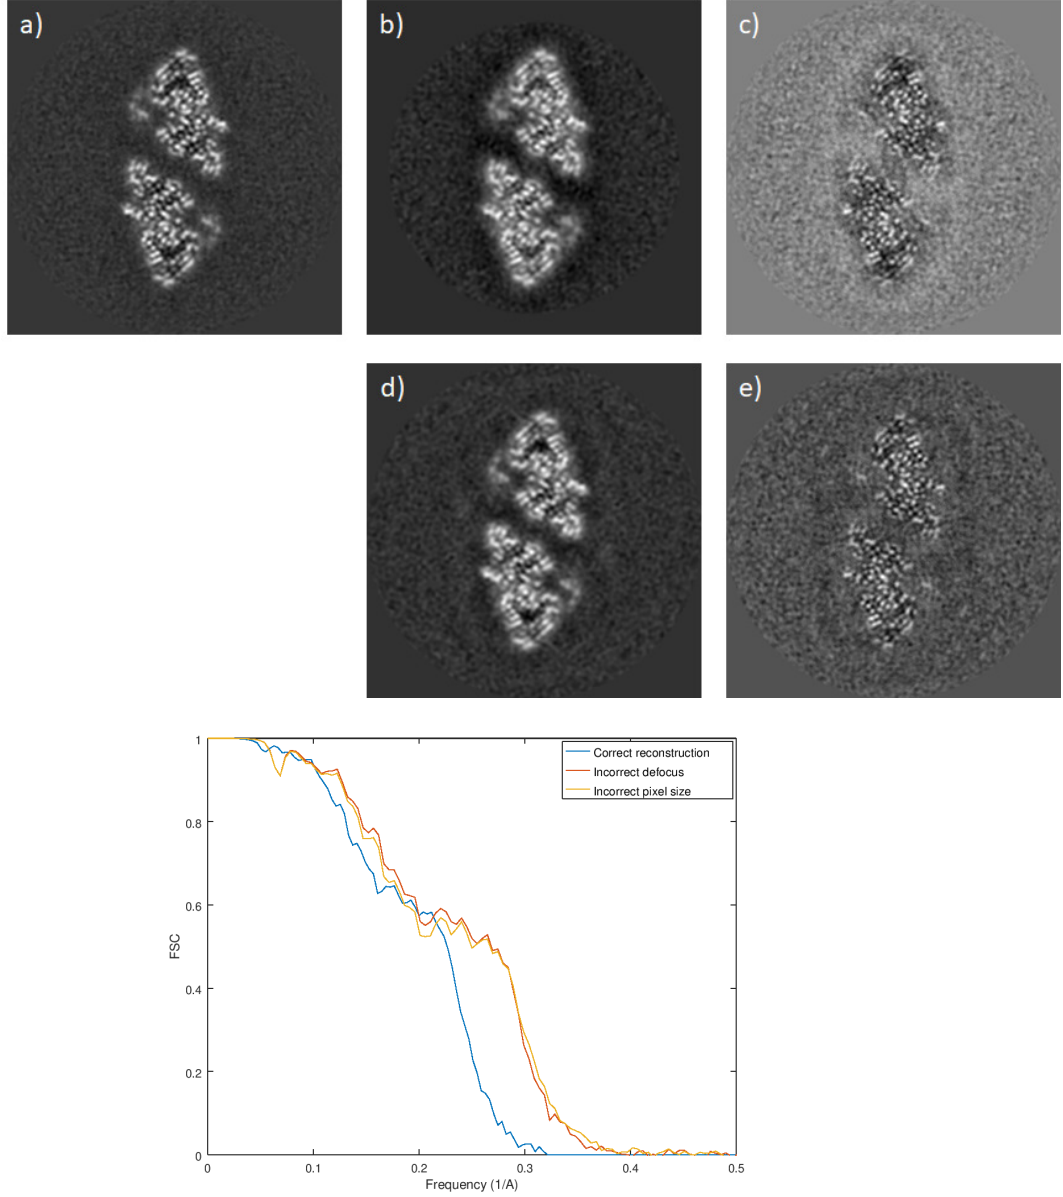 a)
b)
c)
d)
e)
Correct reconstruction
Incorrect defocus
Incorrect pixel size
1
0.8
0.6
0.4
0.2
0
FSC
0
0.1
0.2
0.3
0.4
0.5
Frequency (1/A)